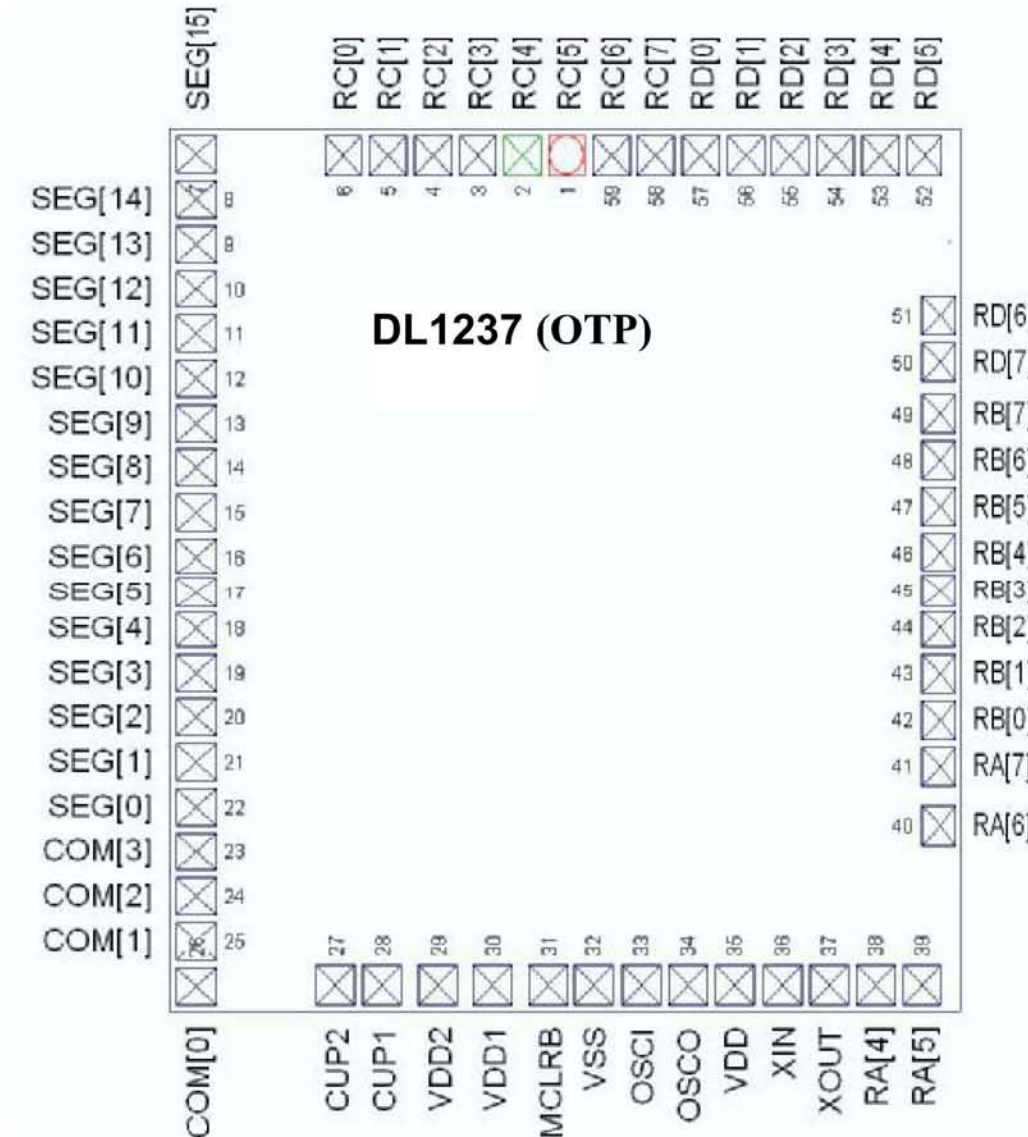 SEG[15]
RC[0]
RC[1]
RC[2]
RC[3]
RC[4]
RC[5]
RC[6]
RC[7]
RD[0]
RD[1]
RD[2]
RD[3]
RD[4]
RD[5]
6
5
4
3
2
1
59
58
57
56
55
54
53
52
SEG[14] 7 8
SEG[13] 9
SEG[12] 10
SEG[11] 11
SEG[10] 12
SEG[9] 13
SEG[8] 14
SEG[7] 15
SEG[6] 16
SEG[5] 17
SEG[4] 18
SEG[3] 19
SEG[2] 20
SEG[1] 21
SEG[0] 22
COM[3] 23
COM[2] 24
COM[1] 26 25
DL1237 (OTP)
51 RD[6]
50 RD[7]
49 RB[7]
48 RB[6]
47 RB[5]
46 RB[4]
45 RB[3]
44 RB[2]
43 RB[1]
42 RB[0]
41 RA[7]
40 RA[6]
27
28
29
30
31
32
33
34
35
36
37
38
39
COM[0]
CUP2
CUP1
VDD2
VDD1
MCLRB
VSS
OSCI
OSCO
VDD
XIN
XOUT
RA[4]
RA[5]